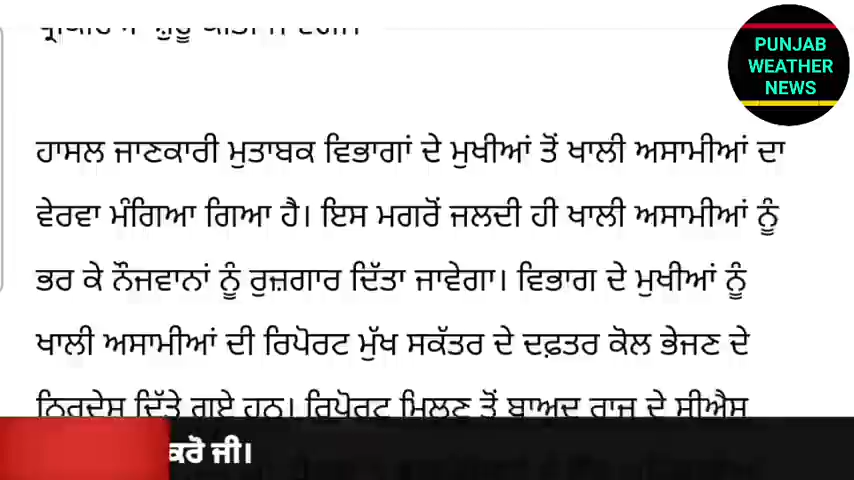 PUNJAB
WEATHER
NEWS
ਹਾਸਲ ਜਾਣਕਾਰੀ ਮੁਤਾਬਕ ਵਿਭਾਗਾਂ ਦੇ ਮੁਖੀਆਂ ਤੋਂ ਖਾਲੀ ਅਸਾਮੀਆਂ ਦਾ
ਵੇਰਵਾ ਮੰਗਿਆ ਗਿਆ ਹੈ। ਇਸ ਮਗਰੋਂ ਜਲਦੀ ਹੀ ਖਾਲੀ ਅਸਾਮੀਆਂ ਨੂੰ
ਭਰ ਕੇ ਨੌਜਵਾਨਾਂ ਨੂੰ ਰੁਜ਼ਗਾਰ ਦਿੱਤਾ ਜਾਵੇਗਾ। ਵਿਭਾਗ ਦੇ ਮੁਖੀਆਂ ਨੂੰ
ਖਾਲੀ ਅਸਾਮੀਆਂ ਦੀ ਰਿਪੋਰਟ ਮੁੱਖ ਸਕੱਤਰ ਦੇ ਦਫ਼ਤਰ ਕੋਲ ਭੇਜਣ ਦੇ
ਨਿਰਦੇਸ਼ ਦਿੱਤੇ ਗਏ ਹਨ। ਰਿਪੋਰਟ ਮਿਲਣ ਤੋਂ ਬਾਅਦ ਰਾਜ ਦੇ ਸੀਐਸ
ਕਰੋ ਜੀ।